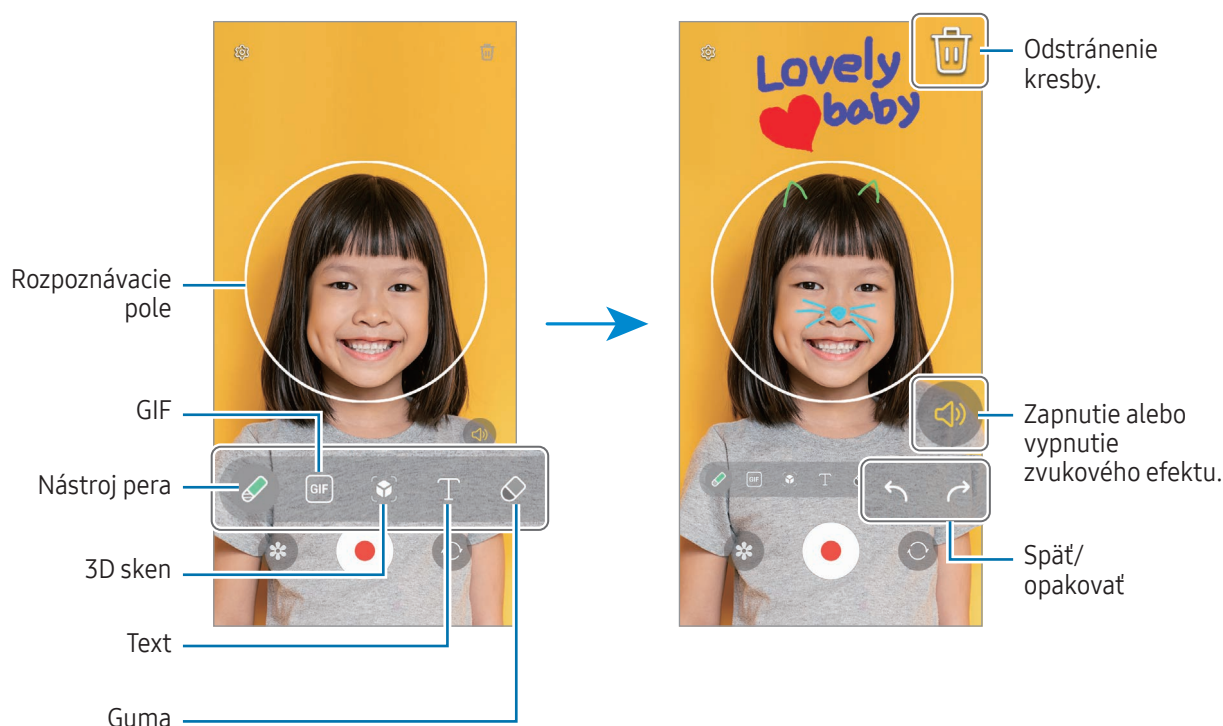 Rozpoznávacie
pole
GIF
Nástroj pera
3D sken
Text
Guma
GIF
T
Lovely
baby
GIF
T
Odstránenie
kresby.
Zapnutie alebo
vypnutie
zvukového efektu.
Späť/
opakovať